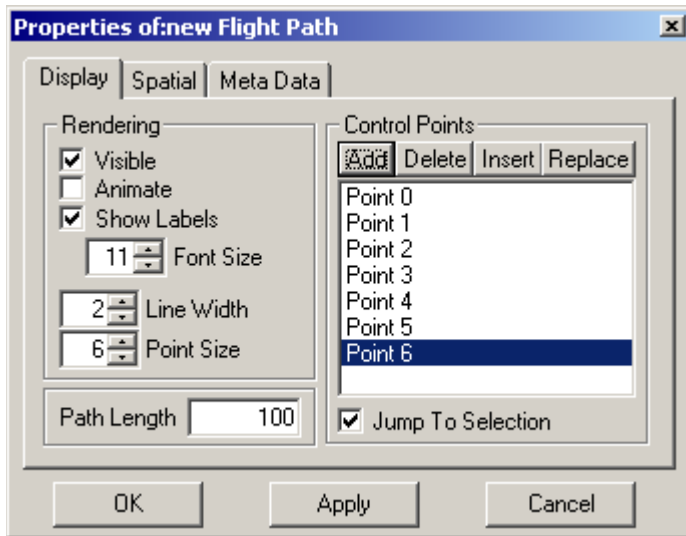 Properties of:new Flight Path
Display Spatial Meta Data
Rendering
Visible
Animate
Show Labels
11 Font Size
2 Line Width
6 Point Size
Path Length 100
Control Points
Add Delete Insert Replace
Point 0
Point 1
Point 2
Point 3
Point 4
Point 5
Point 6
Jump To Selection
OK Apply Cancel